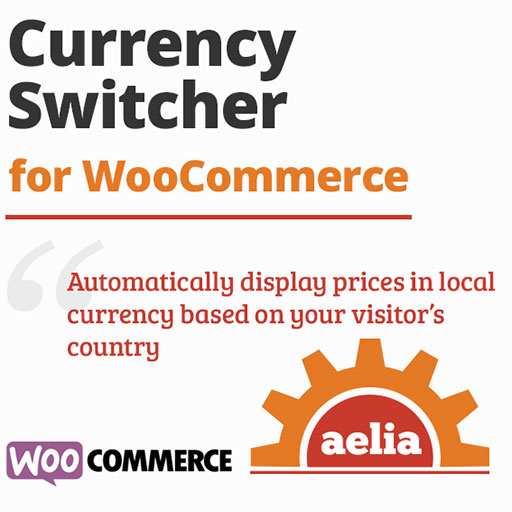 Currency
Switcher
for WooCommerce
“
Automatically display prices in local
currency based on your visitor’s
country
aelia
WOO COMMERCE